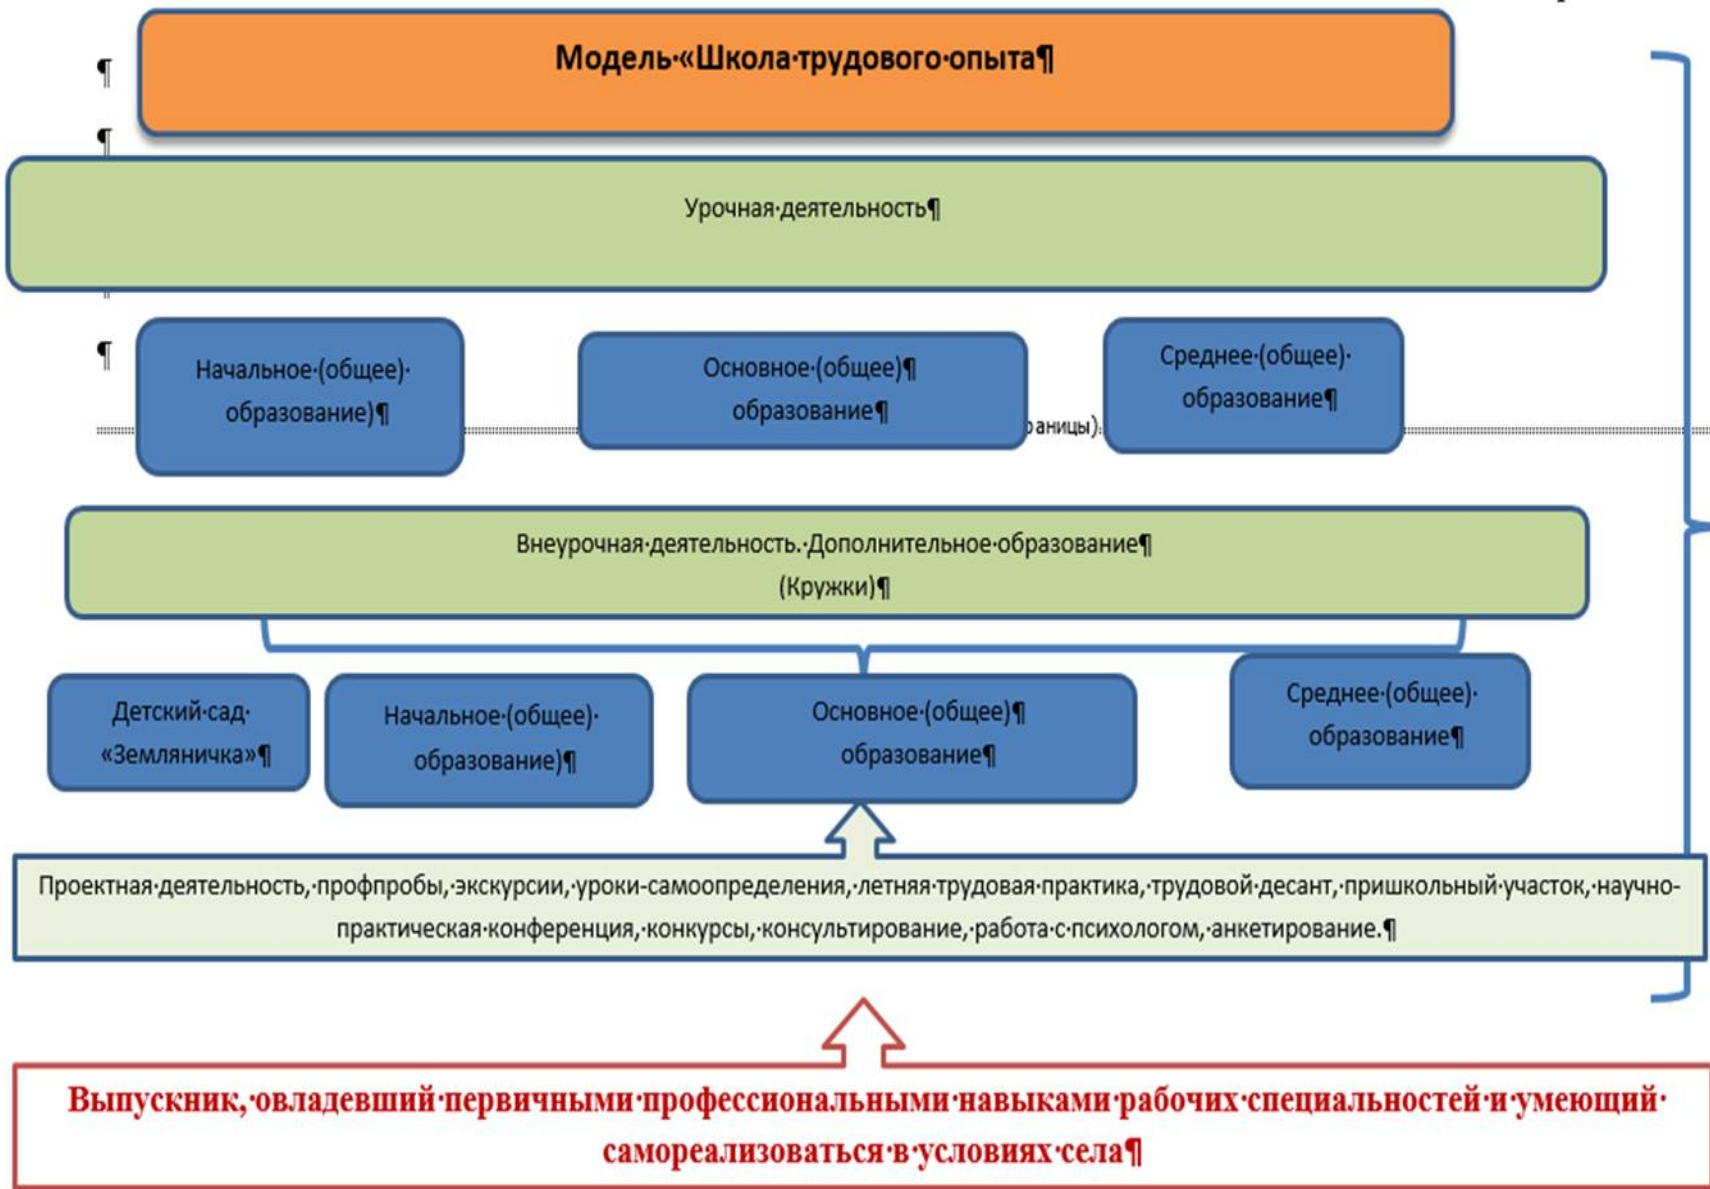 Модель·«Школа·трудового·опыта¶
¶
¶
Урочная·деятельность¶
¶
Начальное·(общее)·
образование)¶
Основное·(общее)¶
образование¶
Среднее·(общее)·
образование¶
раницы)
Внеурочная·деятельность.·Дополнительное·образование¶
(Кружки)¶
Детский·сад·
«Земляничка»¶
Начальное·(общее)·
образование)¶
Основное·(общее)¶
образование¶
Среднее·(общее)·
образование¶
Проектная·деятельность,·профпробы,·экскурсии,·уроки-самоопределения,·летняя·трудовая·практика,·трудовой·десант,·пришкольный·участок,·научно-
практическая·конференция,·конкурсы,·консультирование,·работа·с·психологом,·анкетирование.¶
Выпускник,·овладевший·первичными·профессиональными·навыками·рабочих·специальностей·и·умеющий·
самореализоваться·в·условиях·села¶